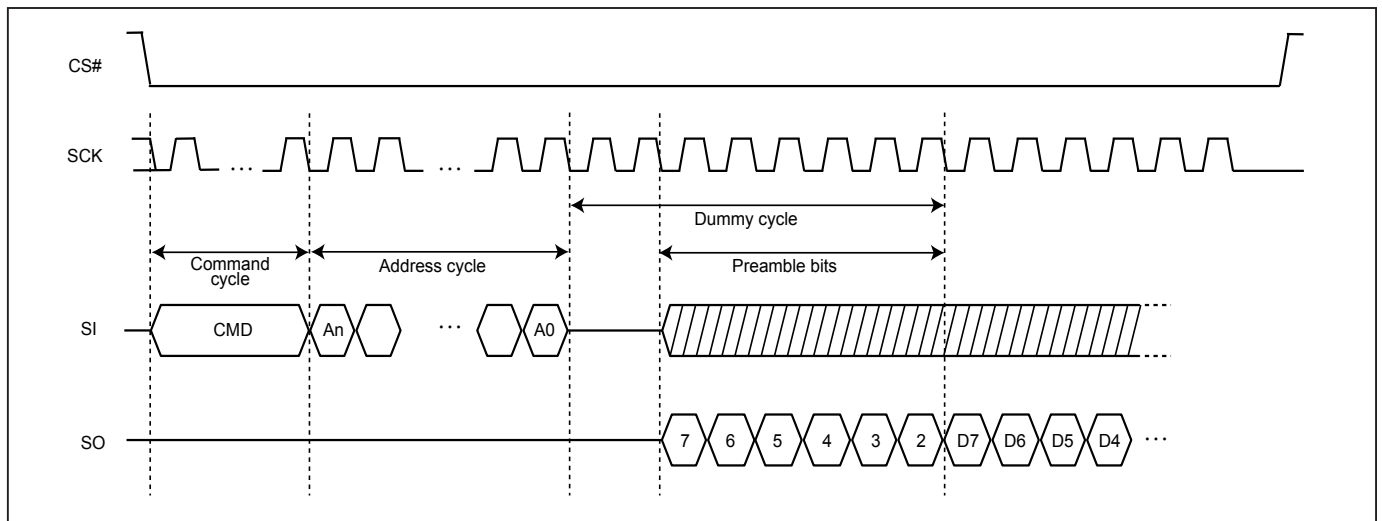 CS#
SCK
... ...
Dummy cycle
Command cycle
Address cycle
Preamble bits
SI
CMD
An
...
A0
SO
7 6 5 4 3 2 D7 D6 D5 D4 ...